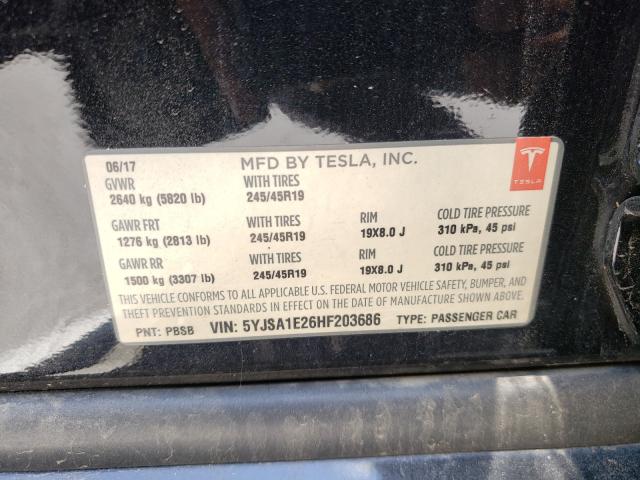 06/17 MFD BY TESLA, INC.
GVWR WITH TIRES
2640 kg (5820 lb) 245/45R19
TESLA
GAWR FRT WITH TIRES RIM COLD TIRE PRESSURE
1276 kg (2813 lb) 245/45R19 19X8.0 J 310 kPa, 45 psi
GAWR RR WITH TIRES RIM COLD TIRE PRESSURE
1500 kg (3307 lb) 245/45R19 19X8.0 J 310 kPa, 45 psi
THIS VEHICLE CONFORMS TO ALL APPLICABLE U.S. FEDERAL MOTOR VEHICLE SAFETY, BUMPER, AND
THEFT PREVENTION STANDARDS IN EFFECT ON THE DATE OF MANUFACTURE SHOWN ABOVE.
PNT: PBSB VIN: 5YJSA1E26HF203686 TYPE: PASSENGER CAR